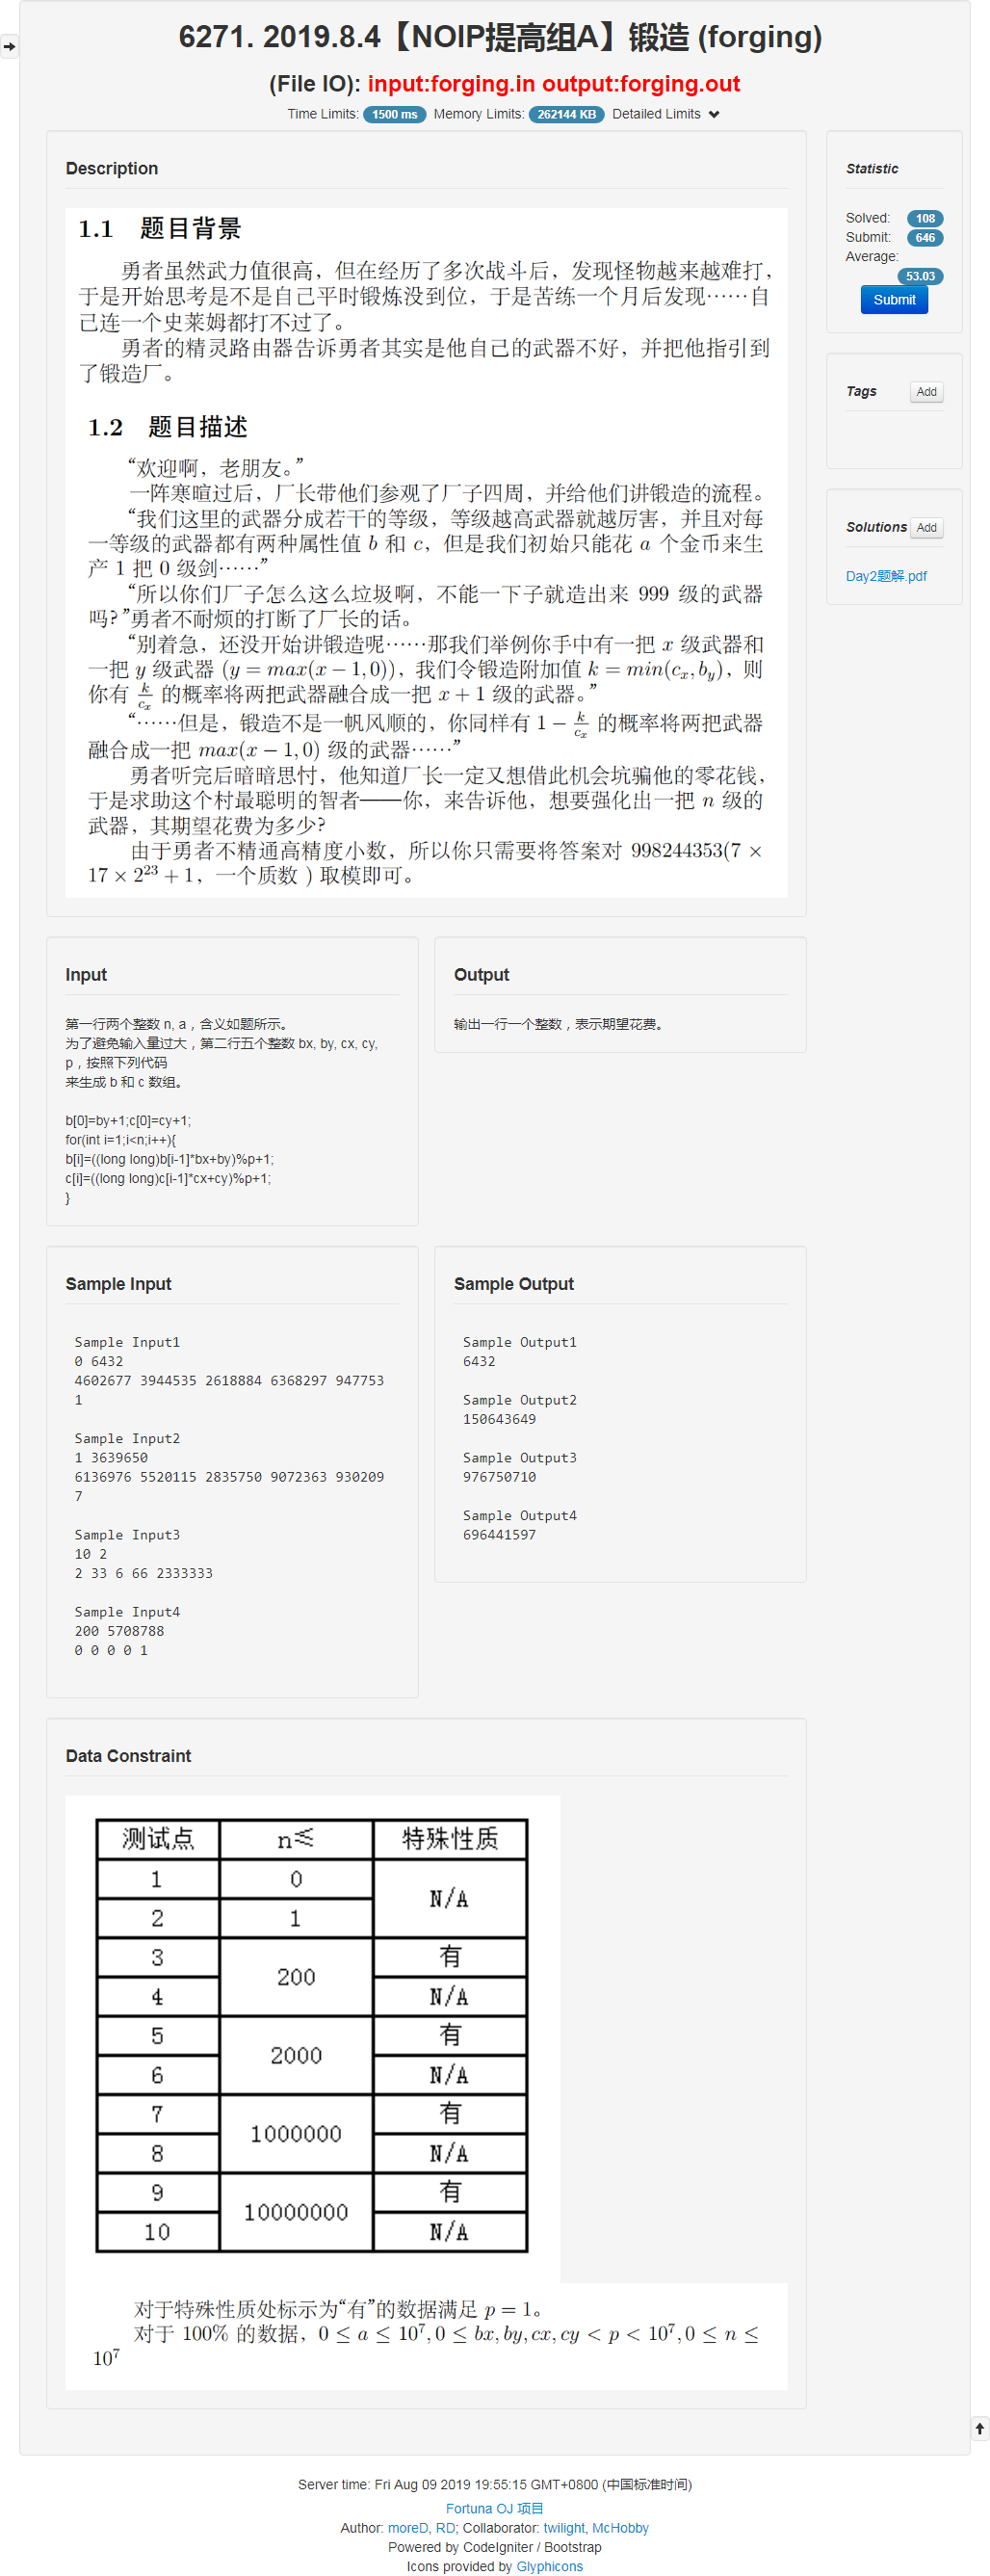 6271. 2019.8.4【NOIP提高组A】锻造 (forging)
(File IO): input:forging.in output:forging.out
Time Limits: 1500 ms Memory Limits: 262144 KB Detailed Limits
Description
1.1 题目背景
勇者虽然武力值很高，但在经历了多次战斗后，发现怪物越来越难打，
于是开始思考是不是自己平时锻炼没到位，于是苦练一个月后发现……自
己连一个史莱姆都打不过了。
勇者的精灵路由器告诉勇者其实是他自己的武器不好，并把他指引到
了锻造厂。
1.2 题目描述
“欢迎啊，老朋友。”
一阵寒暄过后，厂长带他们参观了厂子四周，并给他们讲锻造的流程。
“我们这里的武器分成若干的等级，等级越高武器就越厉害，并且对每
一等级的武器都有两种属性值 b 和 c，但是我们初始只能花 a 个金币来生
产 1 把 0 级剑……”
“所以你们厂子怎么这么垃圾啊，不能一下子就造出来 999 级的武器
吗？”勇者不耐烦的打断了厂长的话。
“别着急，还没开始讲锻造呢……那我们举例你手中有一把 x 级武器和
一把 y 级武器 (y = max(x − 1, 0))，我们令锻造附加值 k = min(c_x, b_y)，则
你有 k/c_x 的概率将两把武器融合成一把 x + 1 级的武器。”
“……但是，锻造不是一帆风顺的，你同样有 1 − k/c_x 的概率将两把武器
融合成一把 max(x − 1, 0) 级的武器……”
勇者听完后暗暗思忖，他知道厂长一定又想借此机会坑骗他的零花钱，
于是求助这个村最聪明的智者——你，来告诉他，想要强化出一把 n 级的
武器，其期望花费为多少?
由于勇者不精通高精度小数，所以你只需要将答案对 998244353(7 ×
17 × 2^23 + 1，一个质数 ) 取模即可。
Input
第一行两个整数 n, a，含义如题所示。
为了避免输入量过大，第二行五个整数 bx, by, cx, cy,
p，按照下列代码
来生成 b 和 c 数组。
b[0]=by+1;c[0]=cy+1;
for(int i=1;i<n;i++){
b[i]=((long long)b[i-1]*bx+by)%p+1;
c[i]=((long long)c[i-1]*cx+cy)%p+1;
}
Output
输出一行一个整数，表示期望花费。
Sample Input
Sample Input1
0 6432
4602677 3944535 2618884 6368297 947753
1
Sample Input2
1 3639650
6136976 5520115 2835750 9072363 930209
7
Sample Input3
10 2
2 33 6 66 2333333
Sample Input4
200 5708788
0 0 0 0 1
Sample Output
Sample Output1
6432
Sample Output2
150643649
Sample Output3
976750710
Sample Output4
696441597
Data Constraint
测试点 n≤ 特殊性质
1 0 N/A
2 1
3 200 有
4 N/A
5 2000 有
6 N/A
7 1000000 有
8 N/A
9 10000000 有
10 N/A
对于特殊性质处标示为“有”的数据满足 p = 1。
对于 100% 的数据，0 ≤ a ≤ 10^7, 0 ≤ bx, by, cx, cy < p < 10^7, 0 ≤ n ≤
10^7
Statistic
Solved: 108
Submit: 646
Average:
53.03
Submit
Tags Add
Solutions Add
Day2题解.pdf
Server time: Fri Aug 09 2019 19:55:15 GMT+0800 (中国标准时间)
Fortuna OJ 项目
Author: moreD, RD; Collaborator: twilight, McHobby
Powered by CodeIgniter / Bootstrap
Icons provided by Glyphicons